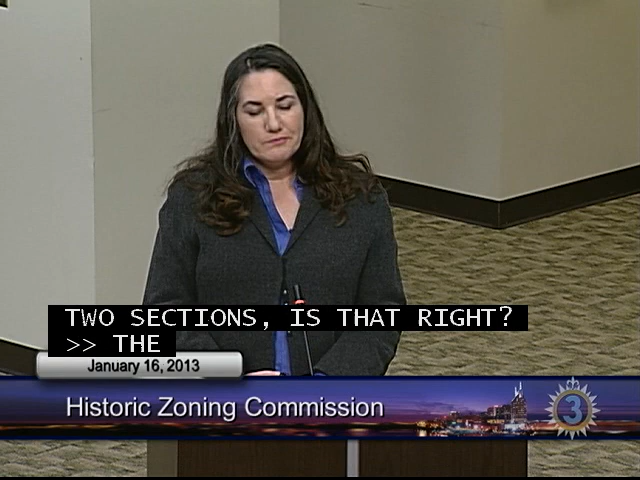 TWO SECTIONS, IS THAT RIGHT?
>> THE
January 16, 2013
Historic Zoning Commission
3